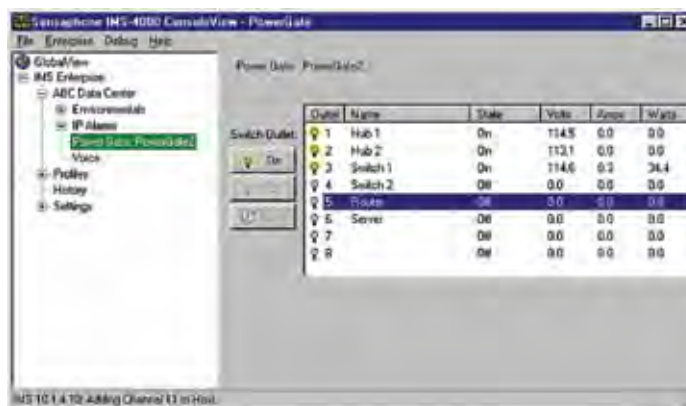 Sensaphone IMS-4000 ConsoleView - PowerGate
File Enterprise Debug Help
GlobalView
IMS Enterprise
ABC Data Center
Environmentals
IP Alarms
Power Gate: PowerGate2
Voice
Profiles
History
Settings
Power Gate: PowerGate2
Switch Outlet:
On
Outlet Name State Volts Amps Watts
1 Hub 1 On 114.5 0.0 0.0
2 Hub 2 On 113.1 0.0 0.0
3 Switch 1 On 114.6 0.3 34.4
4 Switch 2 Off 0.0 0.0 0.0
5 Router Off 0.0 0.0 0.0
6 Server Off 0.0 0.0 0.0
7 Off 0.0 0.0 0.0
8 Off 0.0 0.0 0.0
IMS 10.1.4.10: Adding Channel 13 to Host